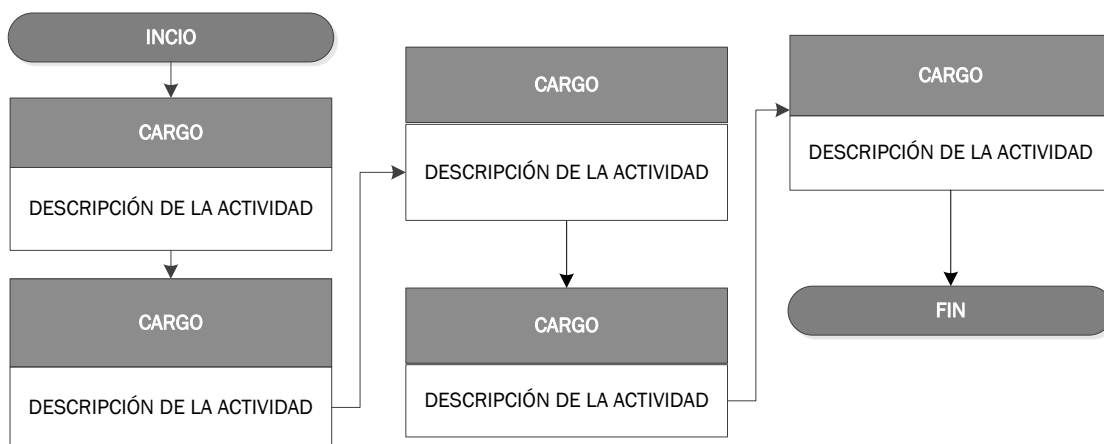 INCIO
CARGO
DESCRIPCIÓN DE LA ACTIVIDAD
CARGO
DESCRIPCIÓN DE LA ACTIVIDAD
CARGO
DESCRIPCIÓN DE LA ACTIVIDAD
CARGO
DESCRIPCIÓN DE LA ACTIVIDAD
CARGO
DESCRIPCIÓN DE LA ACTIVIDAD
FIN